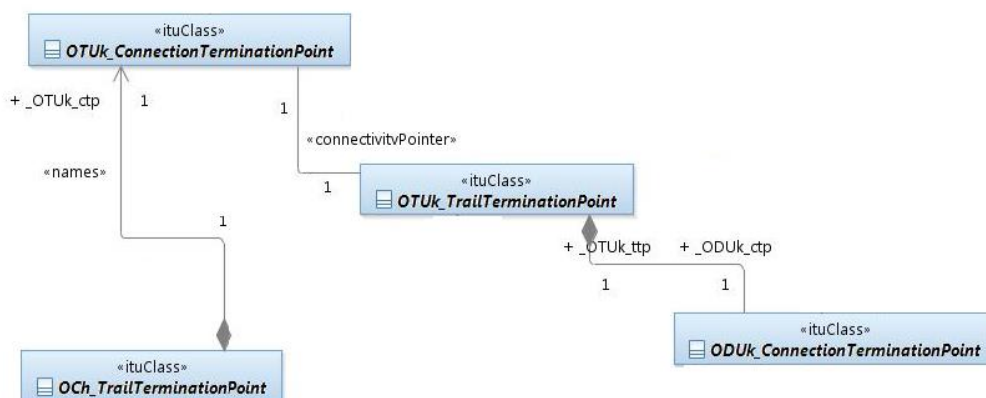 «ituClass»
OTUk_ConnectionTerminationPoint
+ _OTUk_ctp
1
1
«connectivityPointer»
«names»
1
«ituClass»
OTUk_TrailTerminationPoint
1
+ _OTUk_ttp
+ _ODUk_ctp
1
1
«ituClass»
ODUk_ConnectionTerminationPoint
«ituClass»
OCh_TrailTerminationPoint